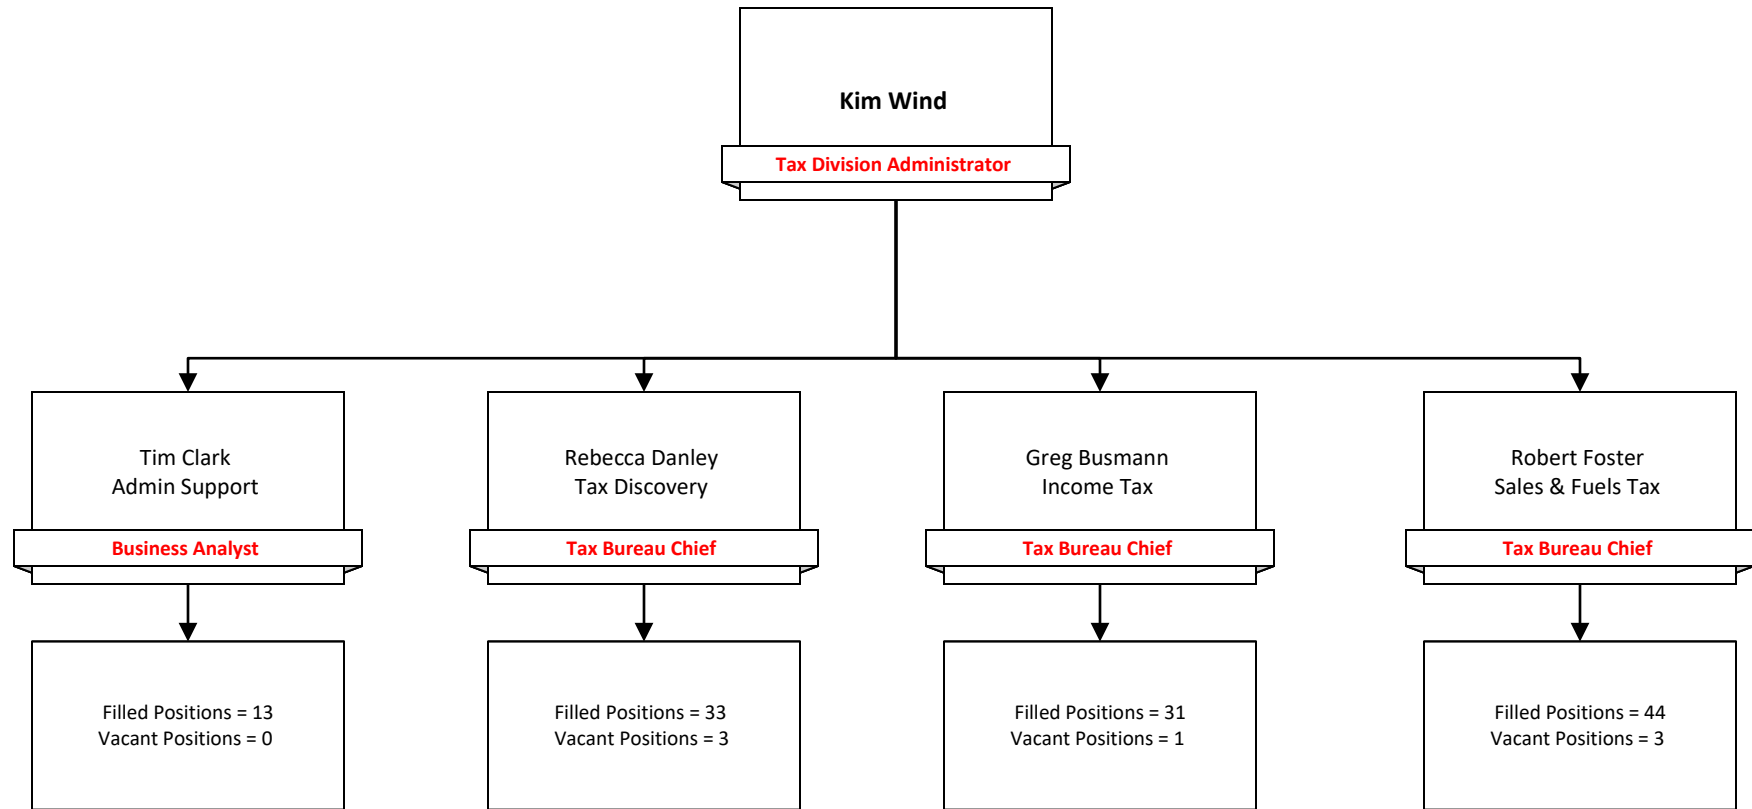 Kim Wind
Tax Division Administrator
Tim Clark
Admin Support
Business Analyst
Rebecca Danley
Tax Discovery
Tax Bureau Chief
Greg Busmann
Income Tax
Tax Bureau Chief
Robert Foster
Sales & Fuels Tax
Tax Bureau Chief
Filled Positions = 13
Vacant Positions = 0
Filled Positions = 33
Vacant Positions = 3
Filled Positions = 31
Vacant Positions = 1
Filled Positions = 44
Vacant Positions = 3